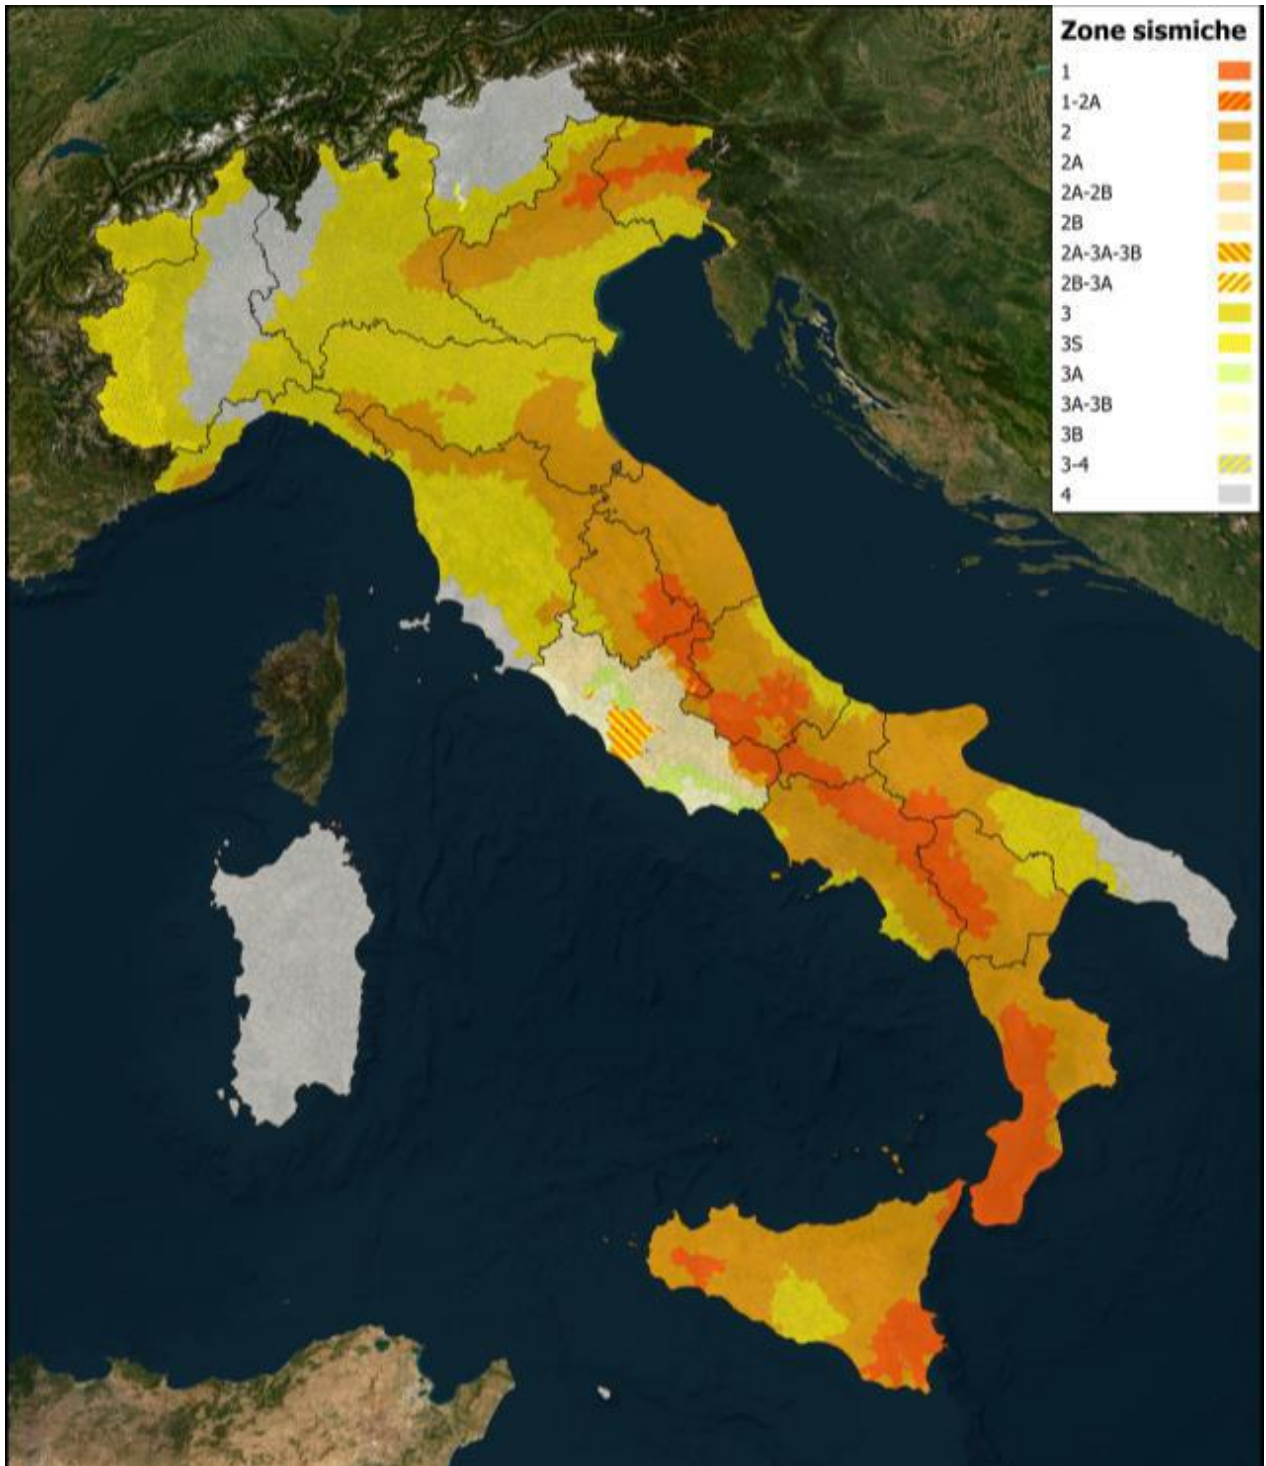 Zone sismiche
1
1-2A
2
2A
2A-2B
2B
2A-3A-3B
2B-3A
3
3S
3A
3A-3B
3B
3-4
4